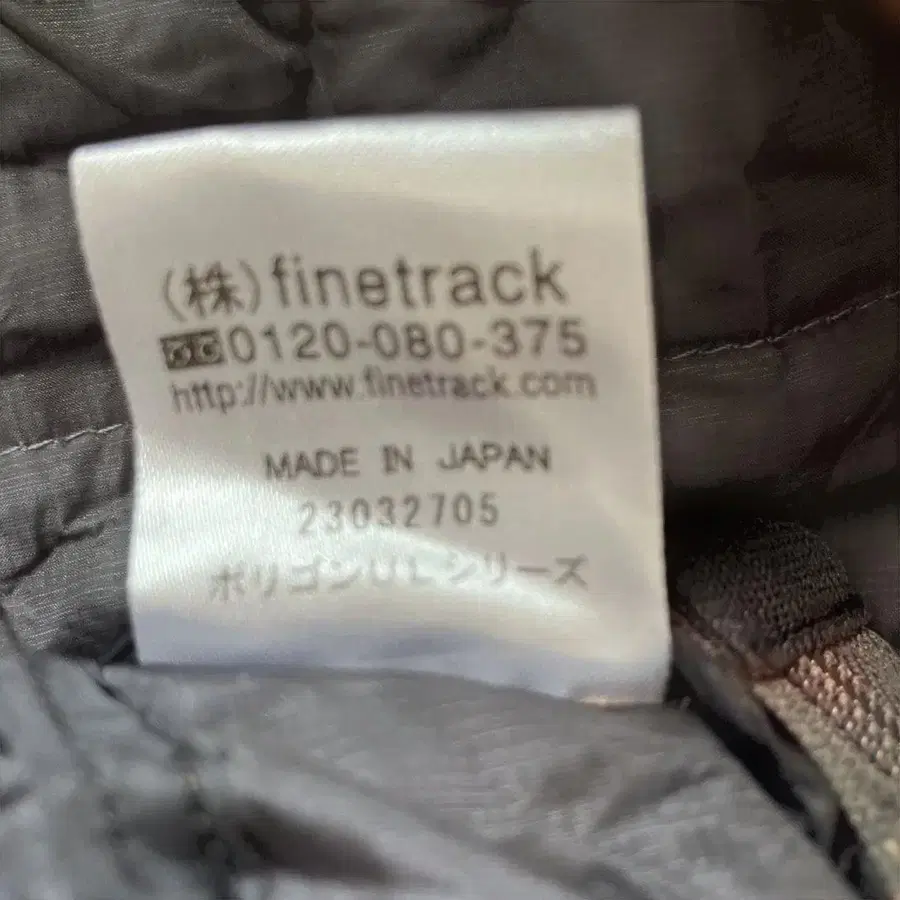 (株)finetrack
0120-080-375
http://www.finetrack.com
MADE IN JAPAN
23032705
ポリゴンULシリーズ